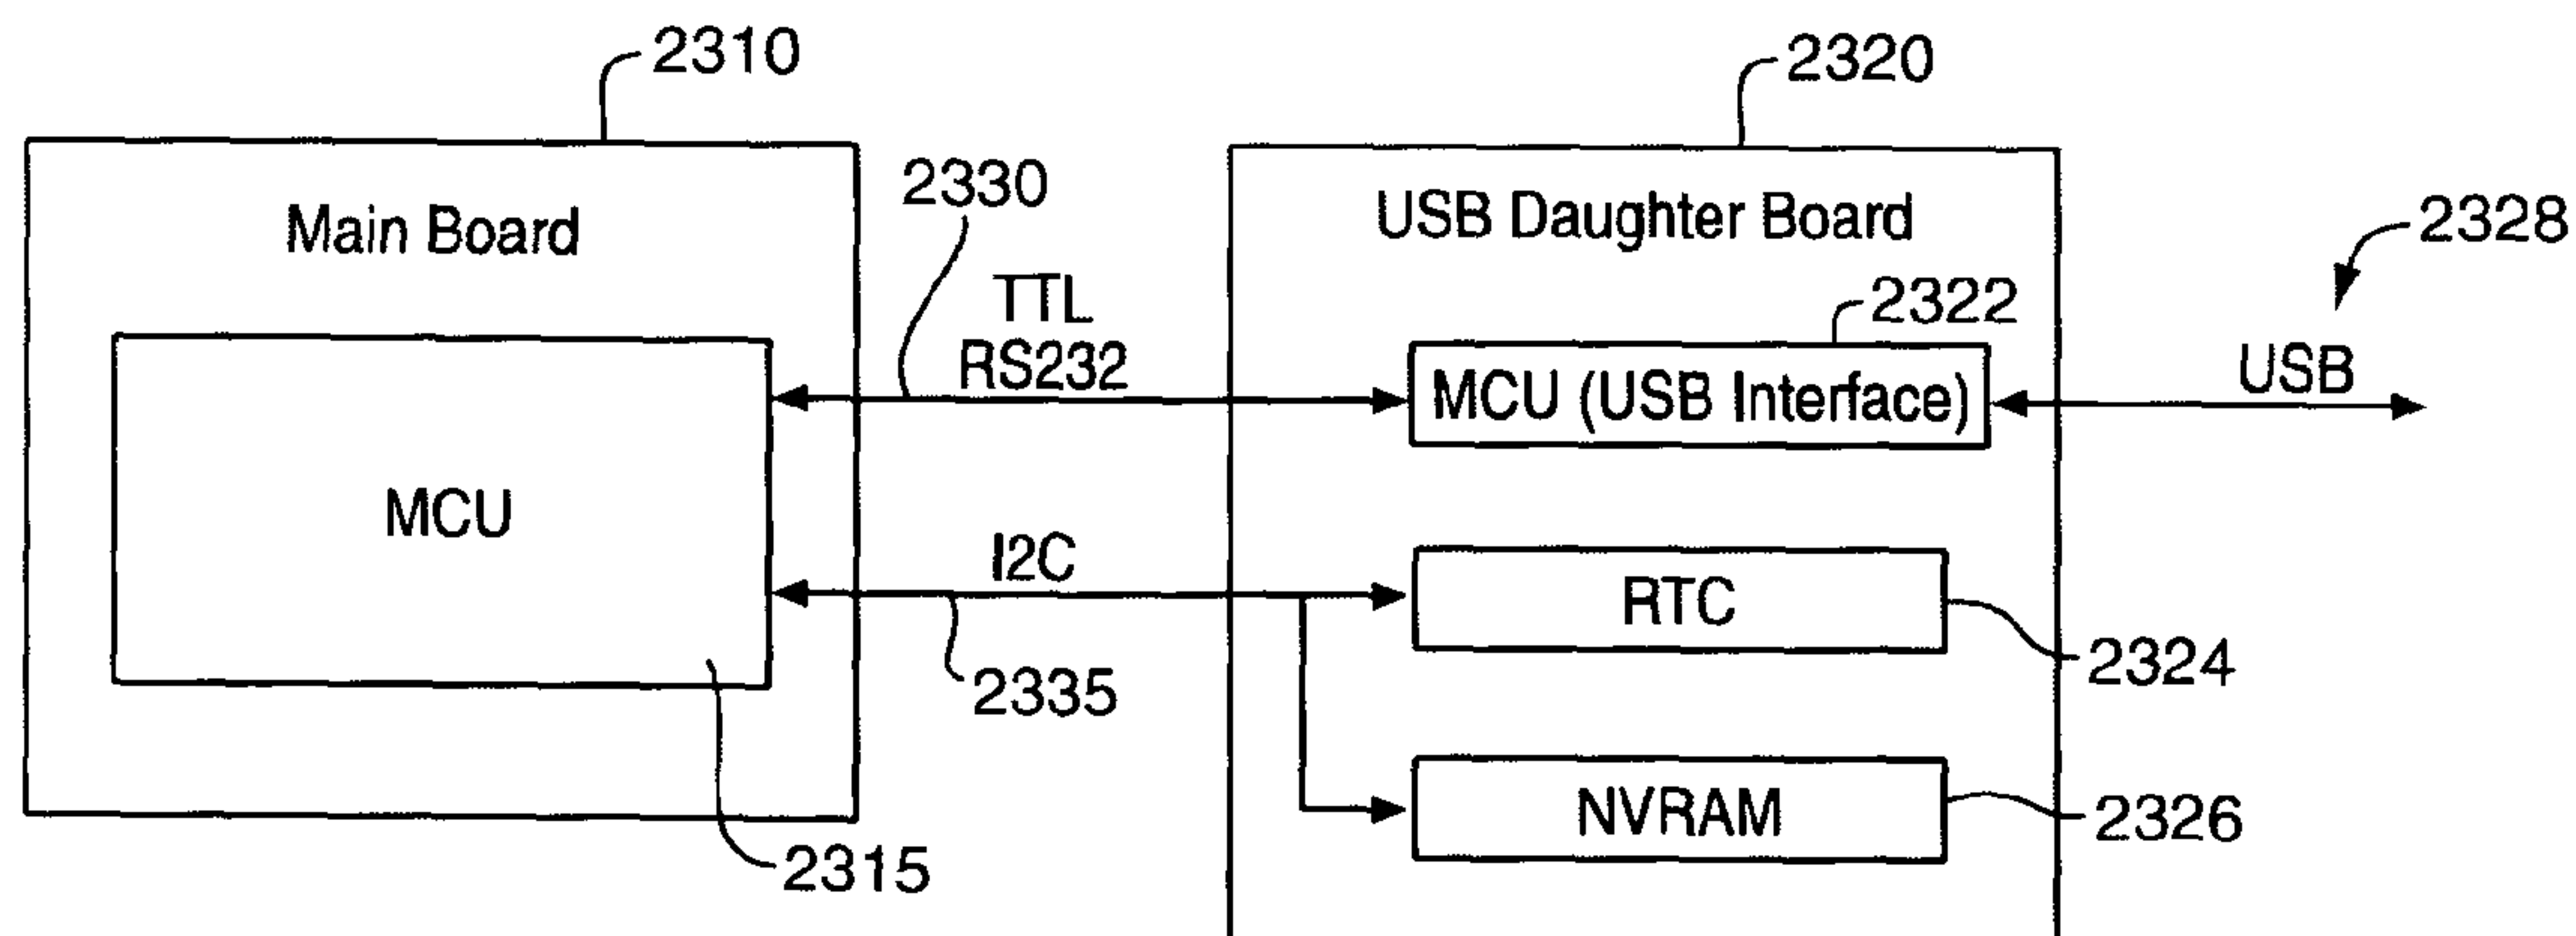 2310
2320
2330
2328
Main Board
USB Daughter Board
TTL
RS232
2322
MCU (USB Interface)
USB
MCU
I2C
RTC
2335
2324
NVRAM
2315
2326